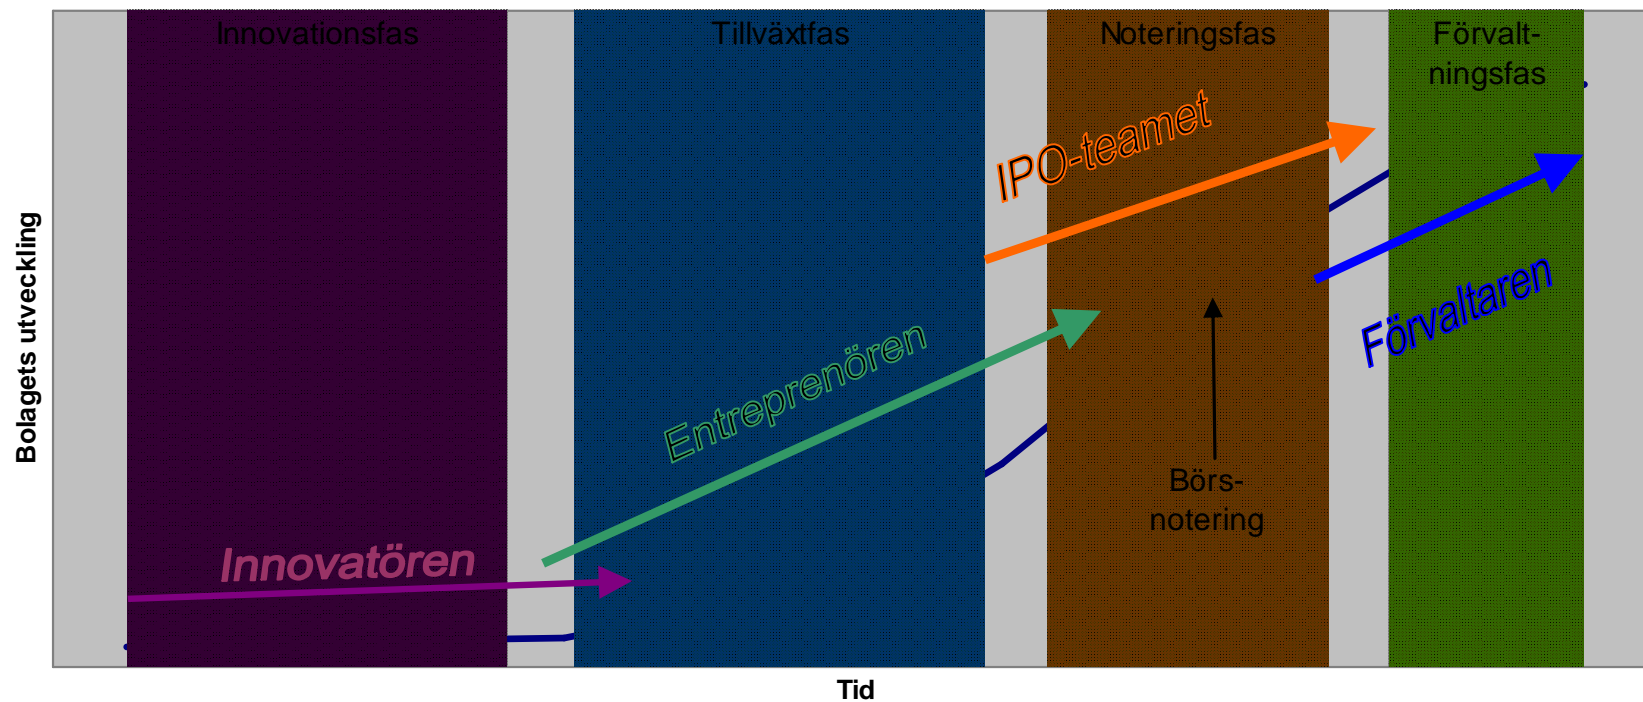 Innovationsfas
Tillväxtfas
Noteringsfas
Förvalt-
ningsfas
IPO-teamet
Förvaltaren
Entreprenören
Börs-
notering
Innovatören
Bolagets utveckling
Tid